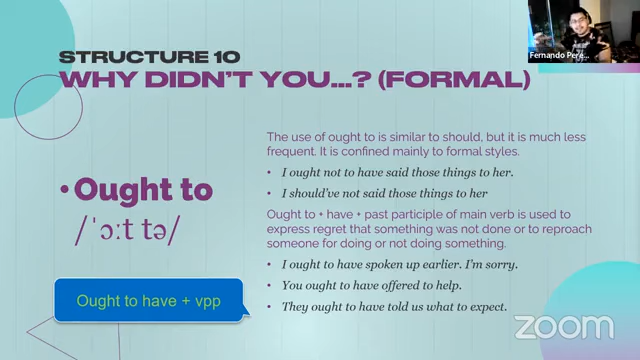 Fernando Pere...
STRUCTURE 10
WHY DIDN'T YOU...? (FORMAL)
The use of ought to is similar to should, but it is much less
frequent. It is confined mainly to formal styles.
• I ought not to have said those things to her.
• I should've not said those things to her
Ought to + have + past participle of main verb is used to
express regret that something was not done or to reproach
someone for doing or not doing something.
• I ought to have spoken up earlier. I'm sorry.
• You ought to have offered to help.
• They ought to have told us what to expect.
• Ought to
/ˈɔːt tə/
Ought to have + vpp
zoom